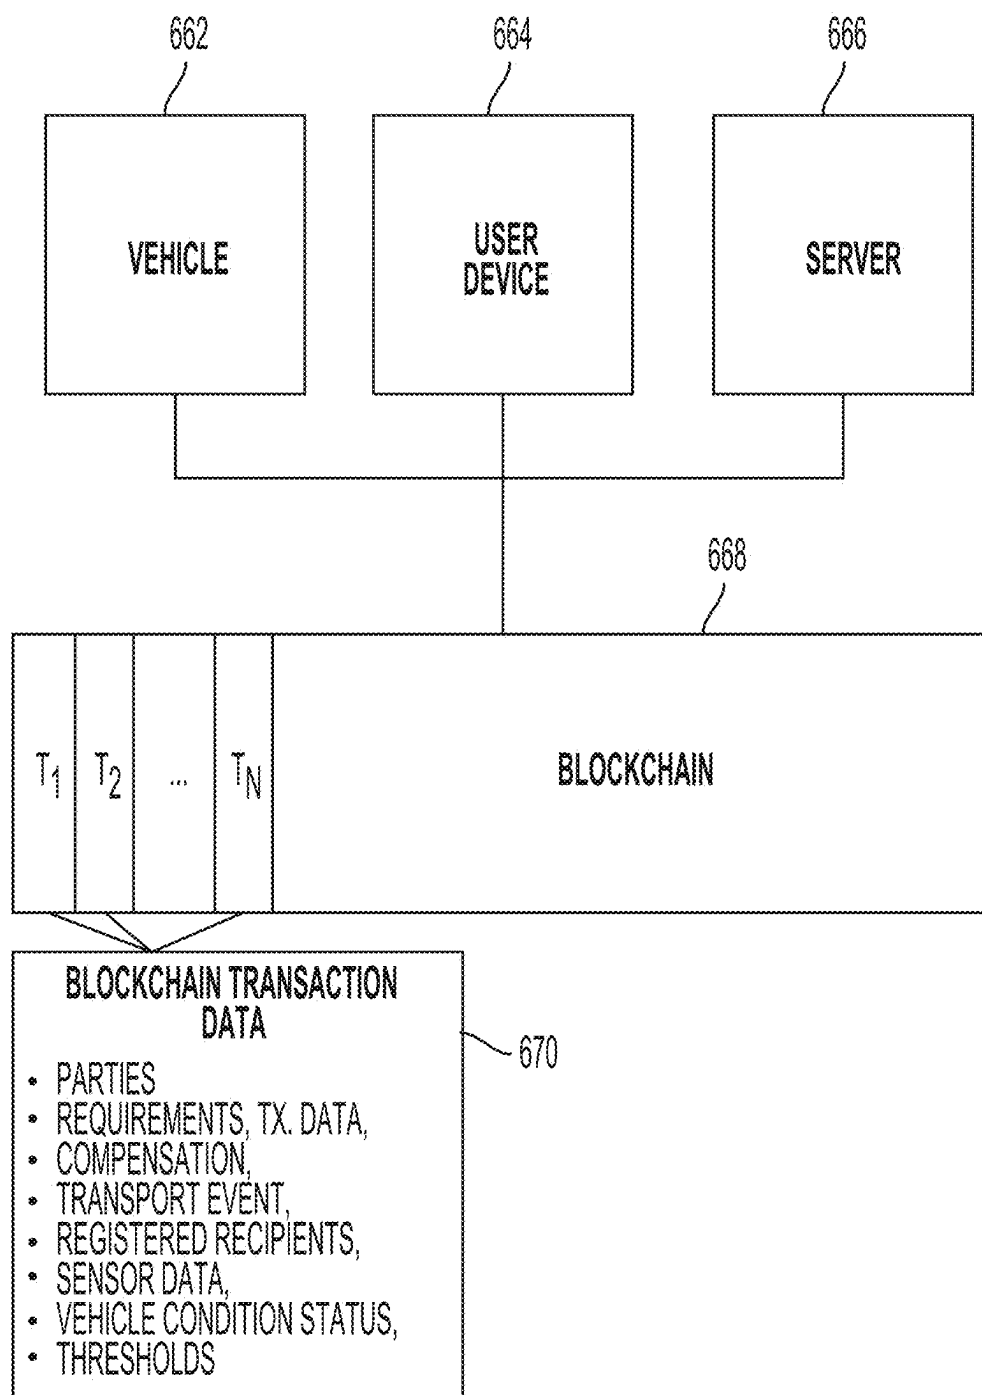 662
664
666
VEHICLE
USER
DEVICE
SERVER
668
T1
T2
...
TN
BLOCKCHAIN
BLOCKCHAIN TRANSACTION
DATA
670
• PARTIES
• REQUIREMENTS, TX. DATA,
• COMPENSATION,
• TRANSPORT EVENT,
• REGISTERED RECIPIENTS,
• SENSOR DATA,
• VEHICLE CONDITION STATUS,
• THRESHOLDS